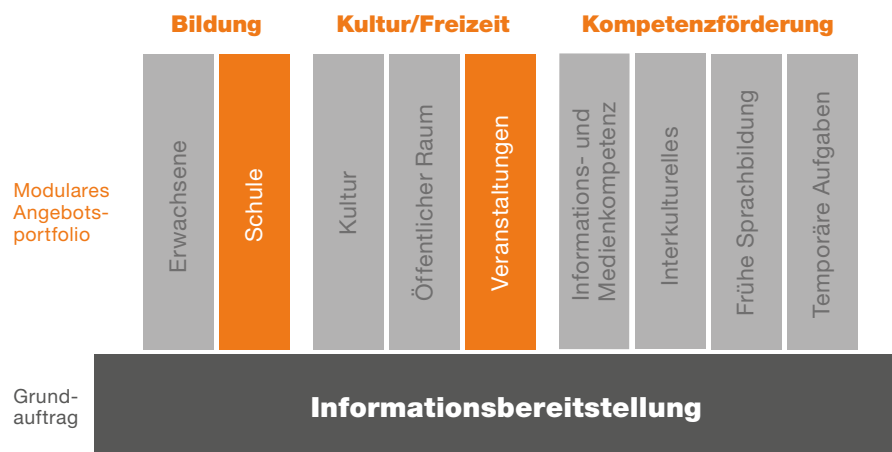 Bildung
Kultur/Freizeit
Kompetenzförderung
Modulares
Angebots-
portfolio
Erwachsene
Schule
Kultur
Öffentlicher Raum
Veranstaltungen
Informations- und
Medienkompetenz
Interkulturelles
Frühe Sprachbildung
Temporäre Aufgaben
Grund-
auftrag
Informationsbereitstellung